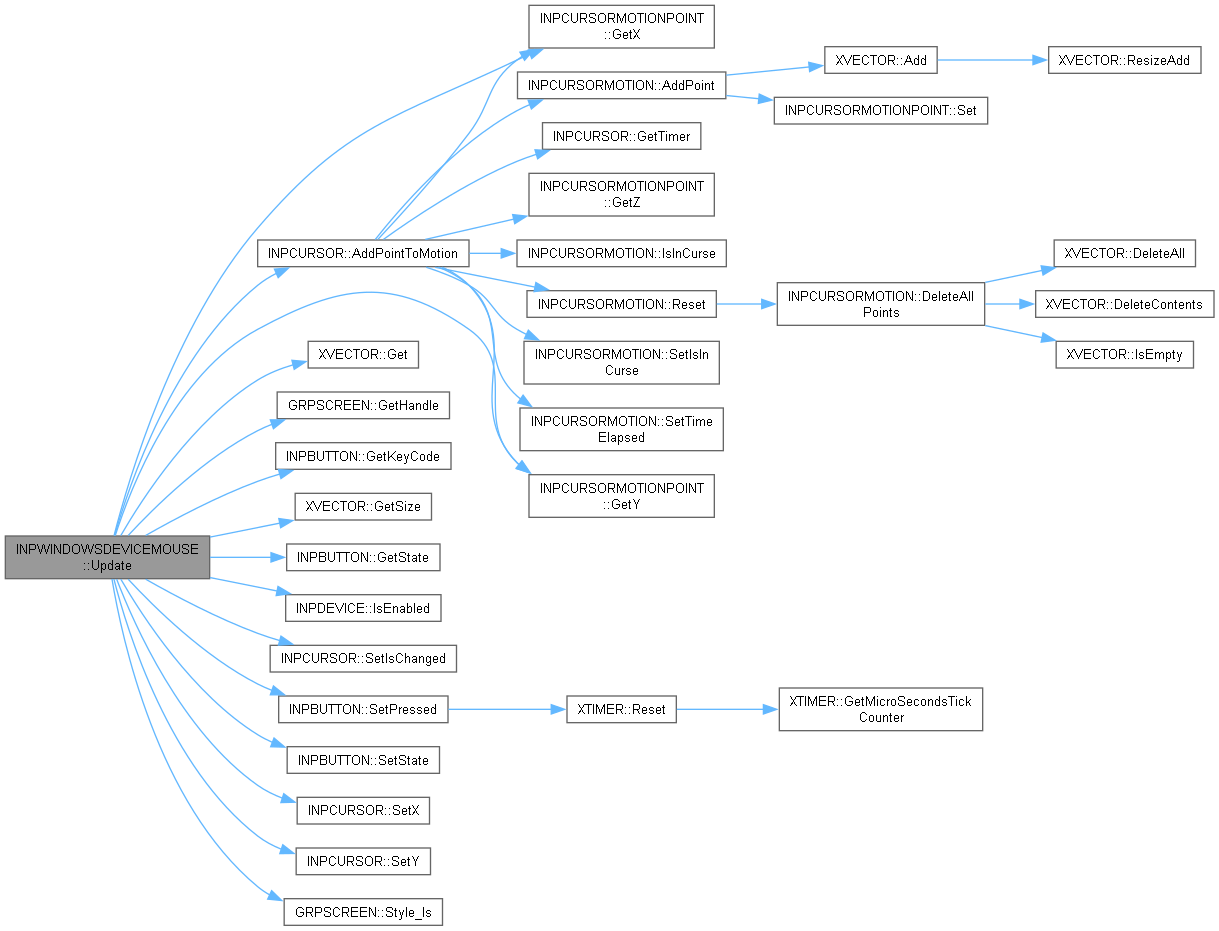 INPWINDOWSDEVICEMOUSE
::Update
INPCURSOR::AddPointToMotion
XVECTOR::Get
GRPSCREEN::GetHandle
INPBUTTON::GetKeyCode
XVECTOR::GetSize
INPBUTTON::GetState
INPDEVICE::IsEnabled
INPCURSOR::SetIsChanged
INPBUTTON::SetPressed
INPBUTTON::SetState
INPCURSOR::SetX
INPCURSOR::SetY
GRPSCREEN::Style_Is
INPCURSORMOTIONPOINT
::GetX
INPCURSORMOTION::AddPoint
INPCURSOR::GetTimer
INPCURSORMOTIONPOINT
::GetZ
INPCURSORMOTION::IsInCurse
INPCURSORMOTION::Reset
INPCURSORMOTION::SetIsIn
Curse
INPCURSORMOTION::SetTime
Elapsed
INPCURSORMOTIONPOINT
::GetY
XTIMER::Reset
XVECTOR::Add
INPCURSORMOTIONPOINT::Set
INPCURSORMOTION::DeleteAll
Points
XTIMER::GetMicroSecondsTick
Counter
XVECTOR::ResizeAdd
XVECTOR::DeleteAll
XVECTOR::DeleteContents
XVECTOR::IsEmpty